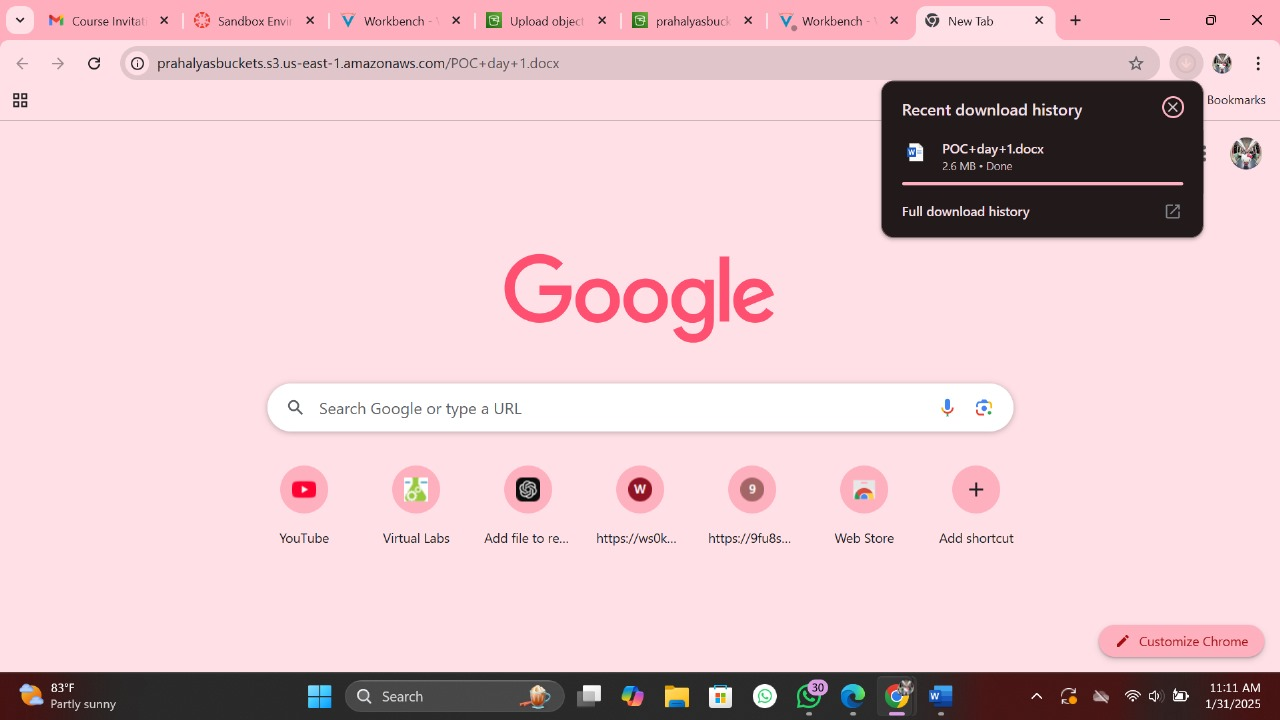 Course Invitati
Sandbox Envir
Workbench - V
Upload object
prahalyasbuck
Workbench - V
New Tab
prahalyasbuckets.s3.us-east-1.amazonaws.com/POC+day+1.docx
Bookmarks
Recent download history
POC+day+1.docx
2.6 MB • Done
Full download history
Google
Search Google or type a URL
W
9
YouTube
Virtual Labs
Add file to re...
https://ws0k...
https://9fu8s...
Web Store
Add shortcut
Customize Chrome
83°F
Partly sunny
Search
30
11:11 AM
1/31/2025